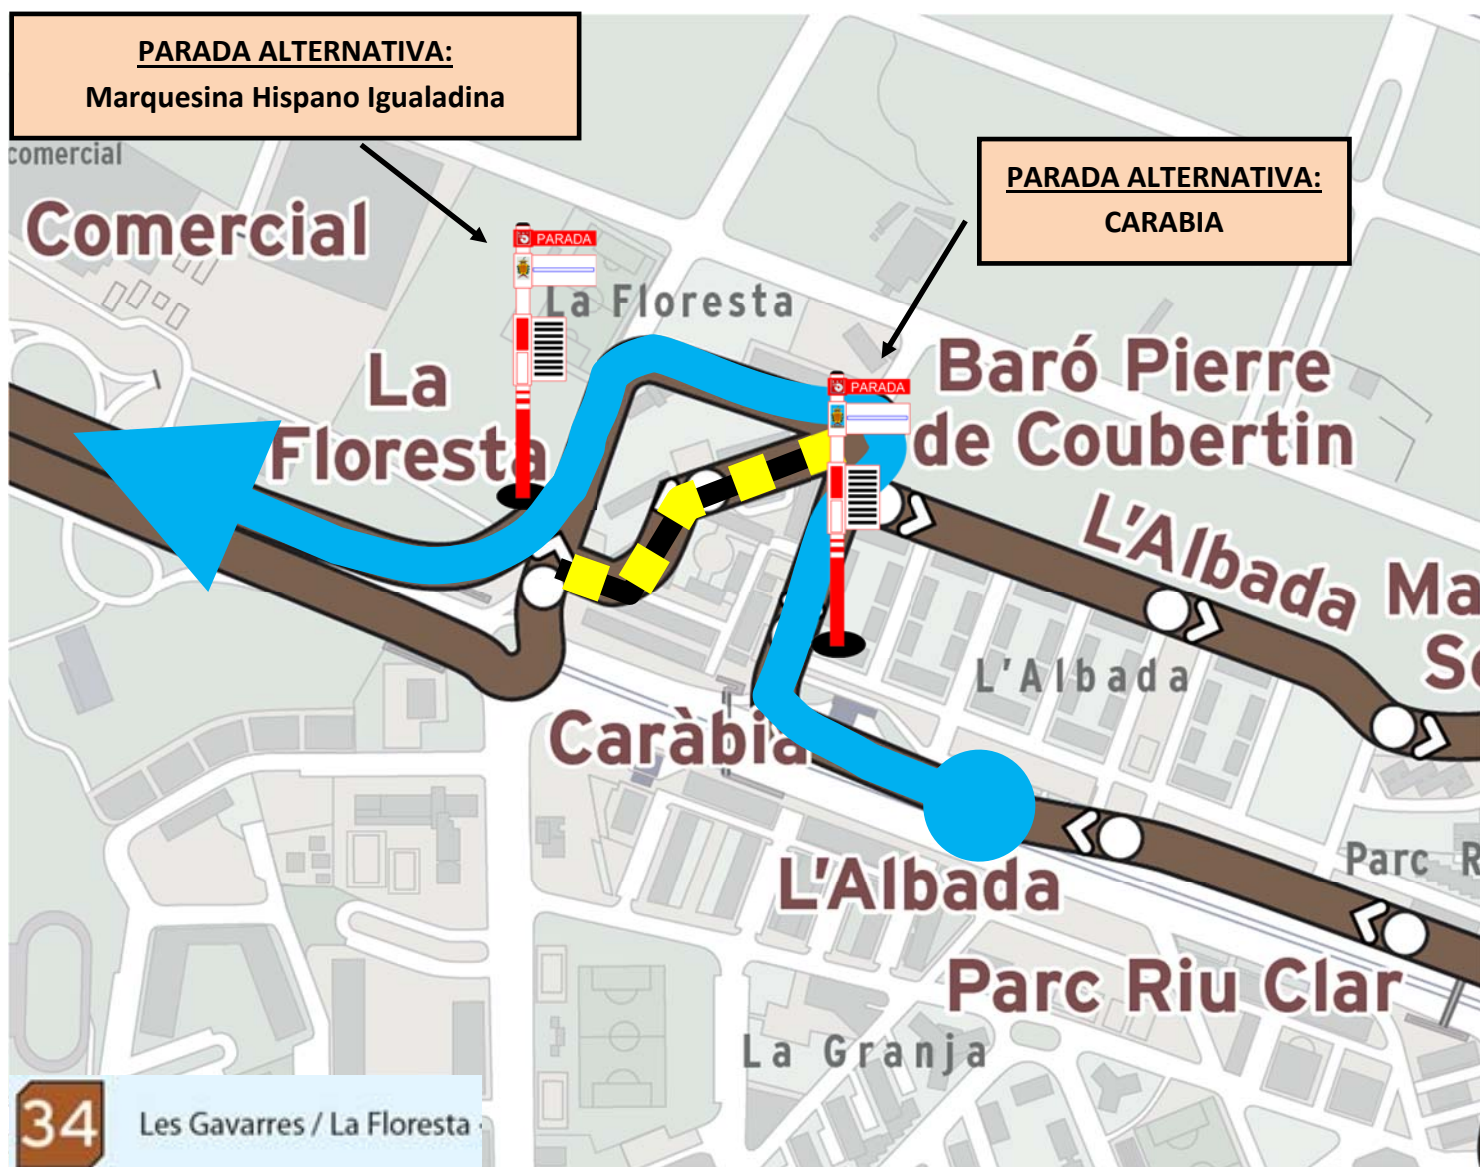 PARADA ALTERNATIVA:
Marquesina Hispano Igualadina
PARADA ALTERNATIVA:
CARABIA
comercial
Comercial
PARADA
La Floresta
La
Floresta
PARADA
Baró Pierre
de Coubertin
L'Albada
Ma
So
L'Albada
Caràbia
L'Albada
Parc R
Parc Riu Clar
La Granja
34 Les Gavarres / La Floresta